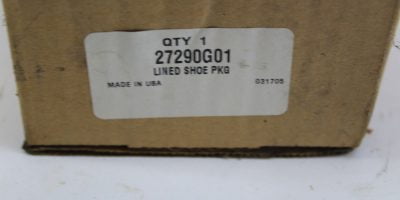 QTY 1
27290G01
LINED SHOE PKG
MADE IN USA 031705